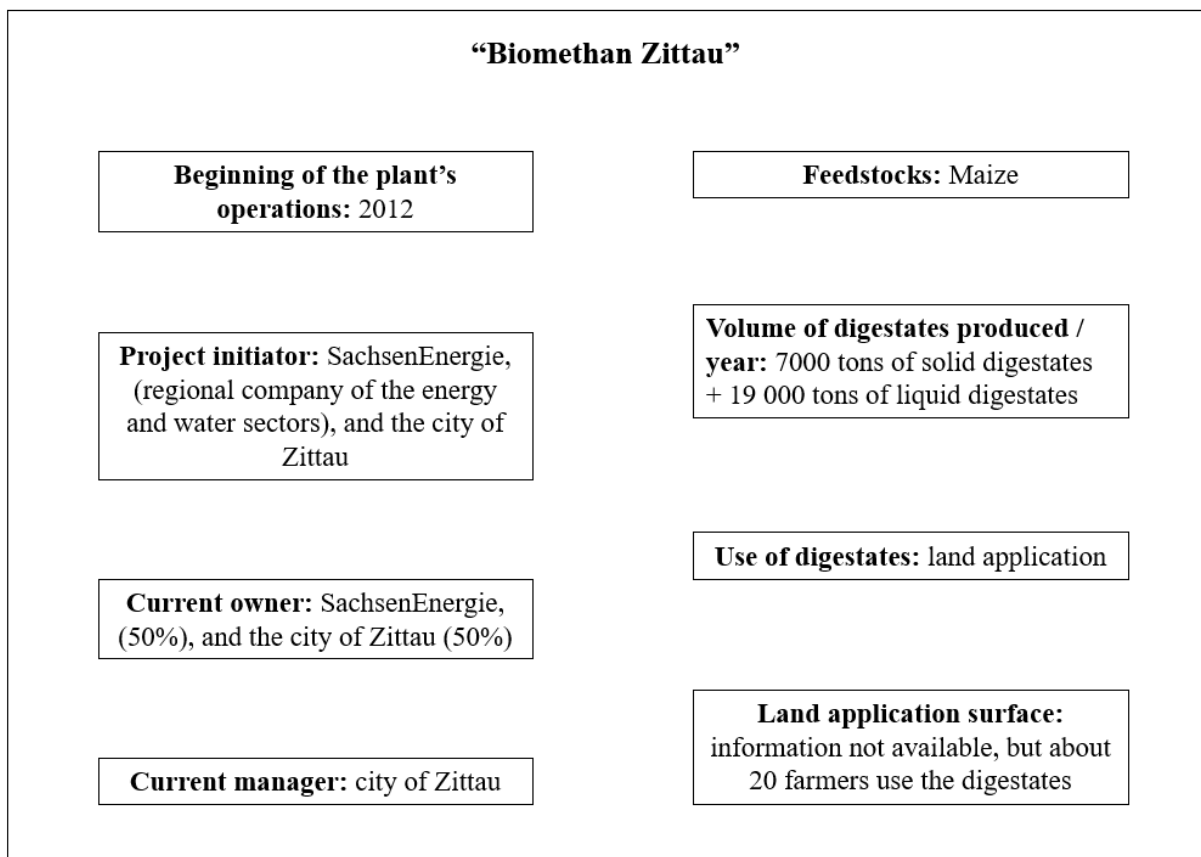 “Biomethan Zittau”
Beginning of the plant’s
operations: 2012
Project initiator: SachsenEnergie,
(regional company of the energy
and water sectors), and the city of
Zittau
Current owner: SachsenEnergie,
(50%), and the city of Zittau (50%)
Current manager: city of Zittau
Feedstocks: Maize
Volume of digestates produced /
year: 7000 tons of solid digestates
+ 19 000 tons of liquid digestates
Use of digestates: land application
Land application surface:
information not available, but about
20 farmers use the digestates